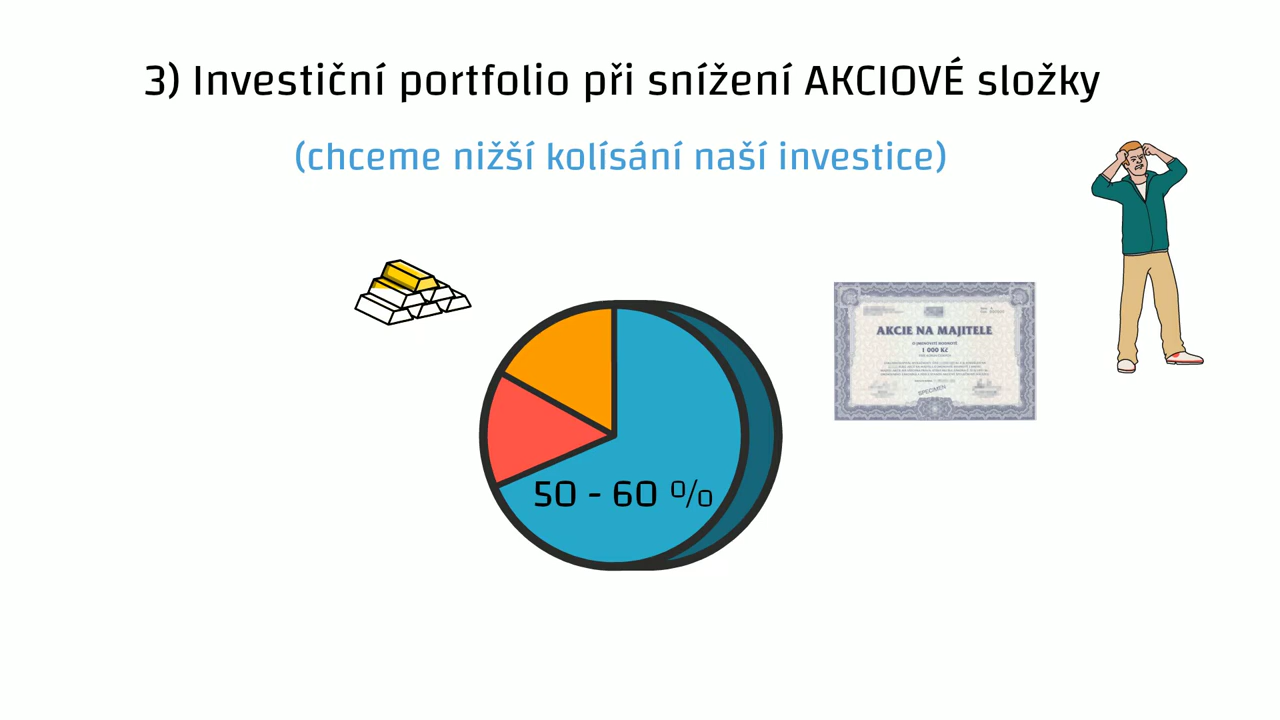 3) Investiční portfolio při snížení AKCIOVÉ složky
(chceme nižší kolísání naší investice)
AKCIE NA MAJITELE
1 000 Kč
SPECIMEN
50 - 60 %